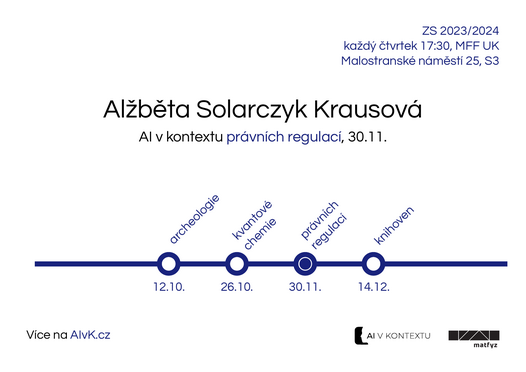 ZS 2023/2024
každý čtvrtek 17:30, MFF UK
Malostranské náměstí 25, S3
Alžběta Solarczyk Krausová
AI v kontextu právních regulací, 30.11.
archeologie
kvantové
chemie
právních
regulací
knihoven
12.10.
26.10.
30.11.
14.12.
Více na AIvK.cz
AI V KONTEXTU
matfyz